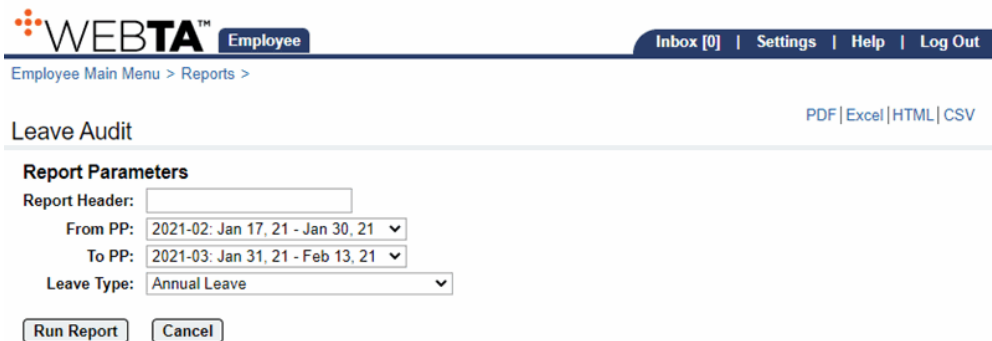 WEBTA™ Employee
Inbox [0] | Settings | Help | Log Out
Employee Main Menu > Reports >
PDF | Excel | HTML | CSV
Leave Audit
Report Parameters
Report Header:
From PP: 2021-02: Jan 17, 21 - Jan 30, 21
To PP: 2021-03: Jan 31, 21 - Feb 13, 21
Leave Type: Annual Leave
Run Report Cancel